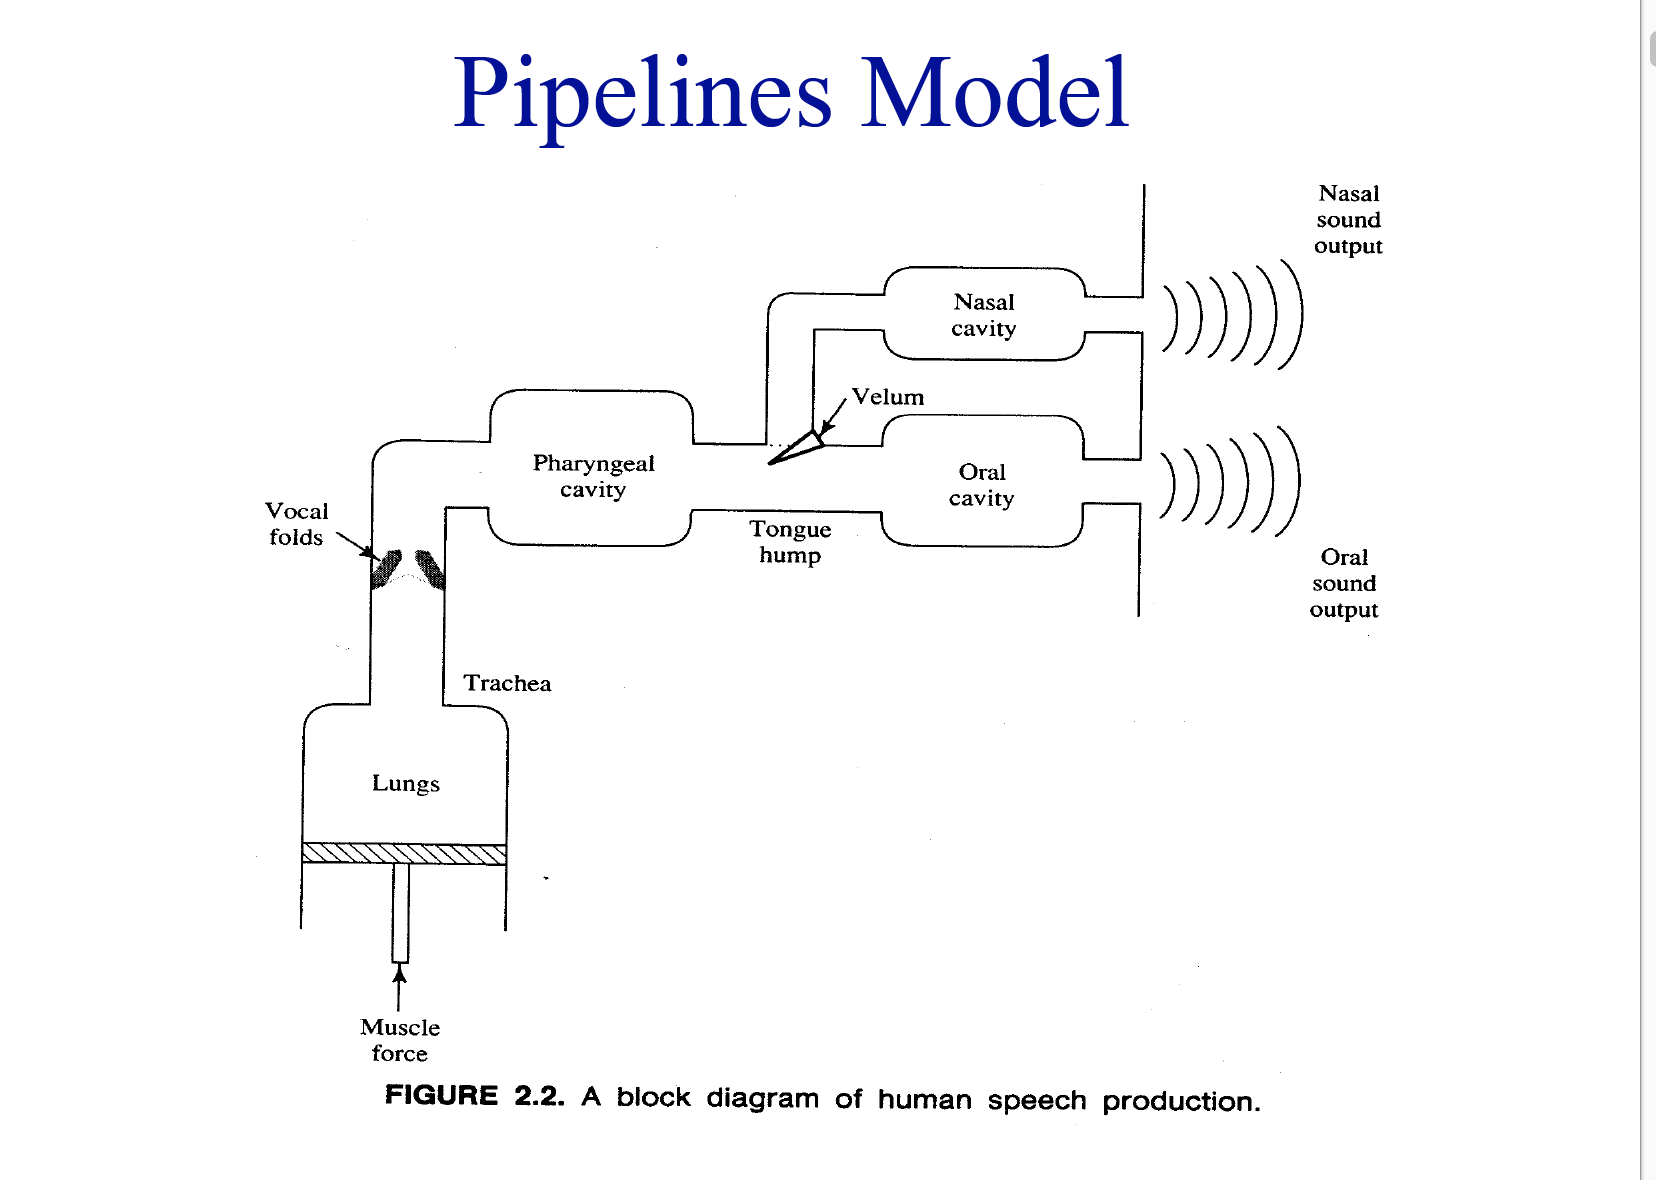 Pipelines Model
Nasal
sound
output
Nasal
cavity
Velum
Pharyngeal
cavity
Oral
cavity
Vocal
folds
Tongue
hump
Oral
sound
output
Trachea
Lungs
Muscle
force
FIGURE 2.2. A block diagram of human speech production.